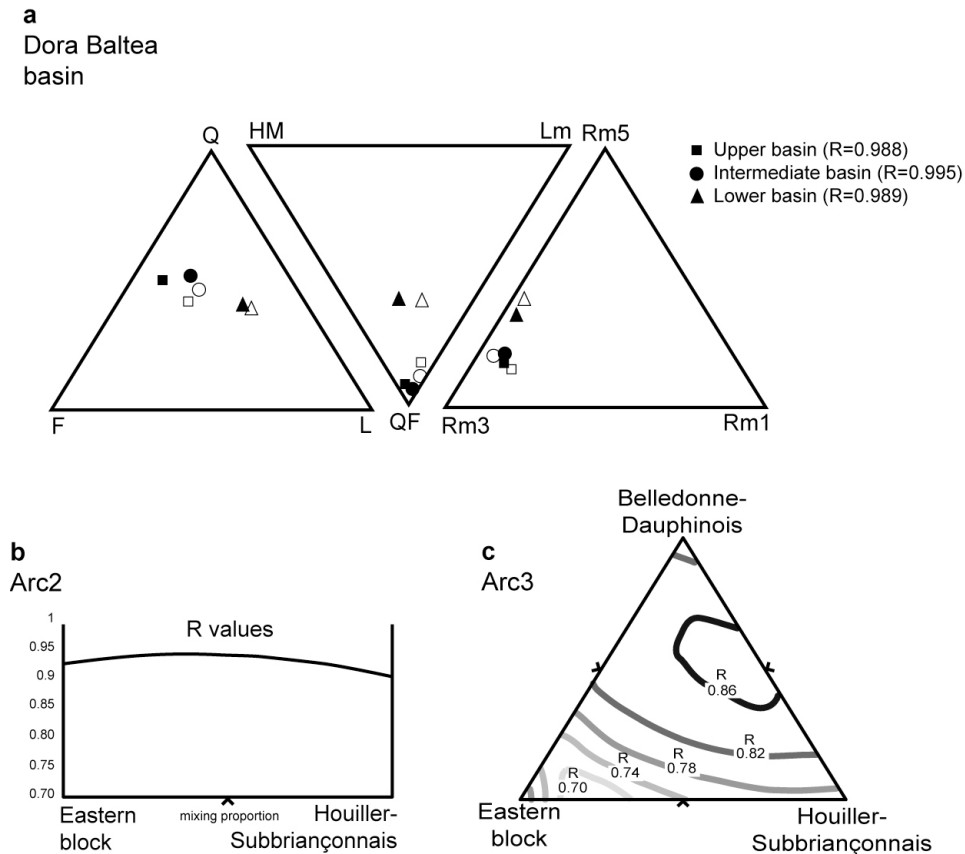 a
Dora Baltea
basin
Q
HM
Lm
Rm5
Upper basin (R=0.988)
Intermediate basin (R=0.995)
Lower basin (R=0.989)
F
L
QF
Rm3
Rm1
b
Arc2
R values
1
0.95
0.9
0.85
0.80
0.75
0.70
Eastern
block
mixing proportion
Houiller-
Subbriançonnais
c
Arc3
Belledonne-
Dauphinois
R
0.86
R
0.82
R
0.78
R
0.74
R
0.70
Eastern
block
Houiller-
Subbriançonnais